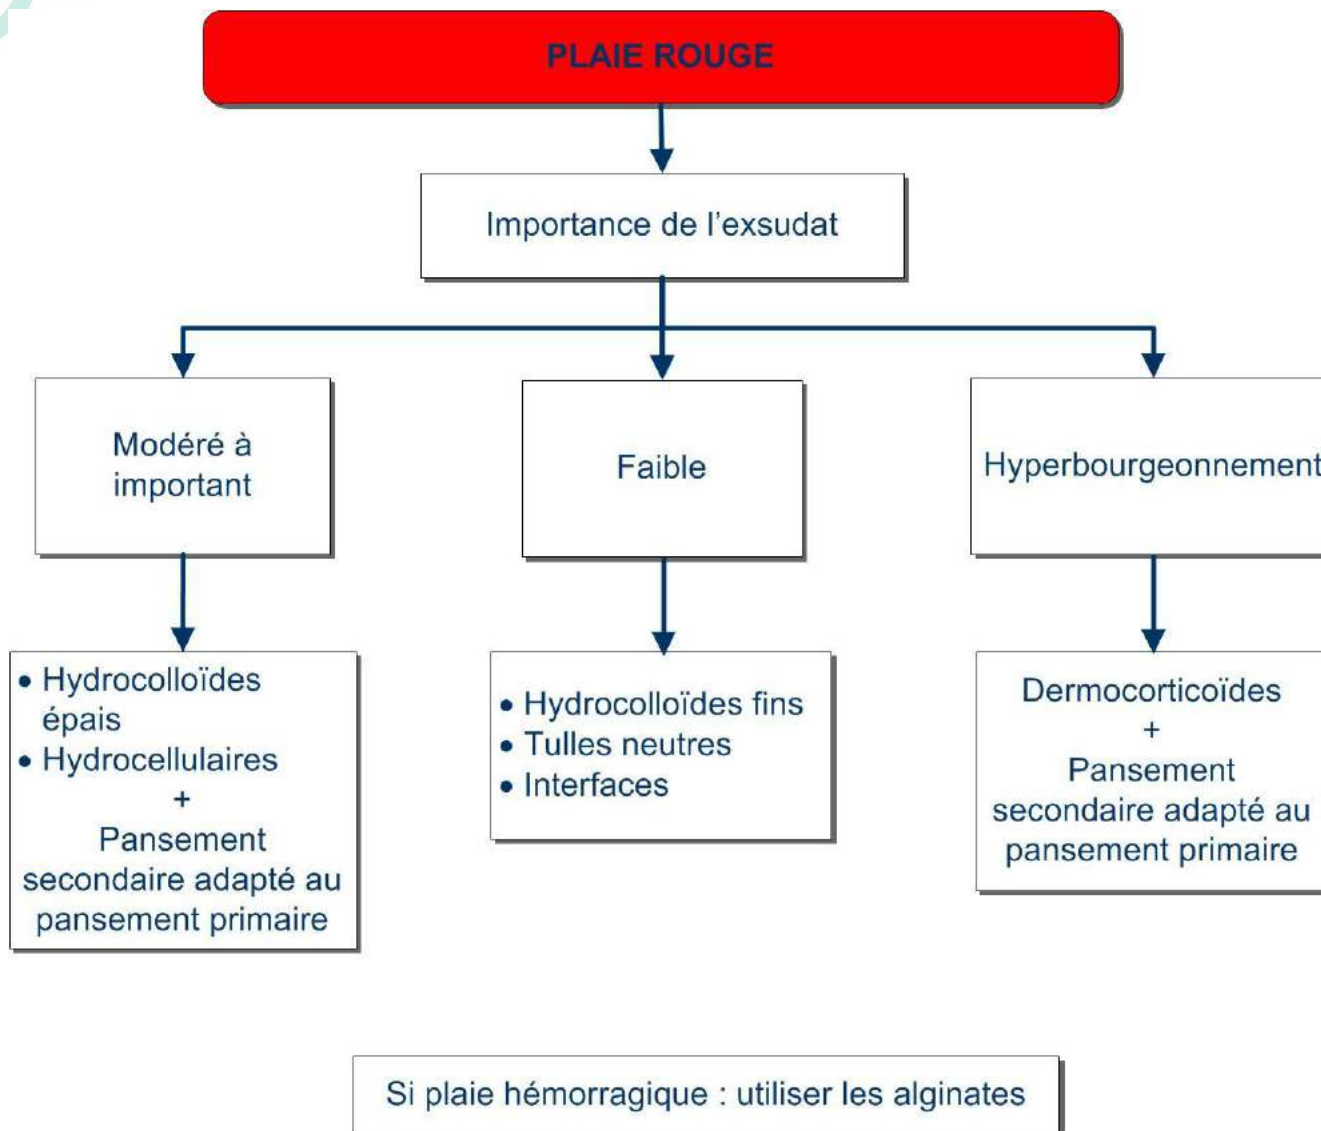 PLAIE ROUGE
Importance de l'exsudat
Modéré à
important
Faible
Hyperbourgeonnement
• Hydrocolloïdes
épais
• Hydrocellulaires
+
Pansement
secondaire adapté au
pansement primaire
• Hydrocolloïdes fins
• Tulles neutres
• Interfaces
Dermocorticoïdes
+
Pansement
secondaire adapté au
pansement primaire
Si plaie hémorragique : utiliser les alginates